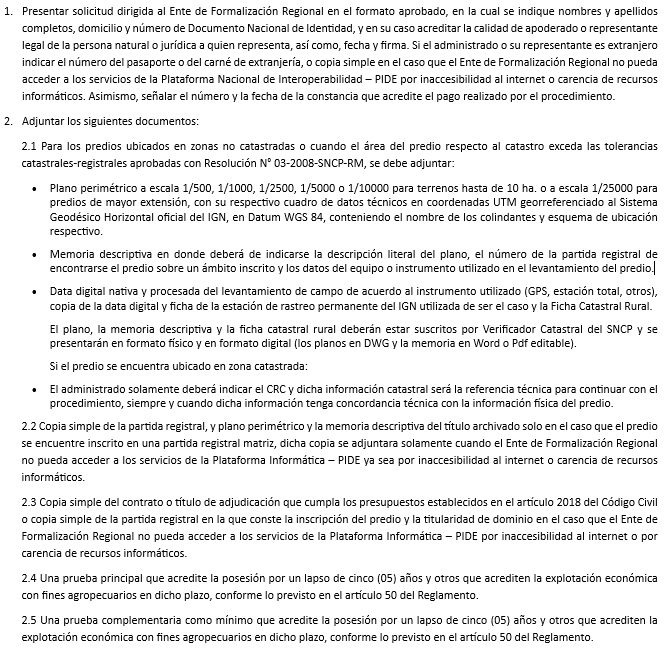 1. Presentar solicitud dirigida al Ente de Formalización Regional en el formato aprobado, en la cual se indique nombres y apellidos
completos, domicilio y número de Documento Nacional de Identidad, y en su caso acreditar la calidad de apoderado o representante
legal de la persona natural o jurídica a quien representa, así como, fecha y firma. Si el administrado o su representante es extranjero
indicar el número del pasaporte o del carné de extranjería, o copia simple en el caso que el Ente de Formalización Regional no pueda
acceder a los servicios de la Plataforma Nacional de Interoperabilidad – PIDE por inaccesibilidad al internet o carencia de recursos
informáticos. Asimismo, señalar el número y la fecha de la constancia que acredite el pago realizado por el procedimiento.
2. Adjuntar los siguientes documentos:
2.1 Para los predios ubicados en zonas no catastradas o cuando el área del predio respecto al catastro exceda las tolerancias
catastrales-registrales aprobadas con Resolución N° 03-2008-SNCP-RM, se debe adjuntar:
• Plano perimétrico a escala 1/500, 1/1000, 1/2500, 1/5000 o 1/10000 para terrenos hasta de 10 ha. o a escala 1/25000 para
predios de mayor extensión, con su respectivo cuadro de datos técnicos en coordenadas UTM georreferenciado al Sistema
Geodésico Horizontal oficial del IGN, en Datum WGS 84, conteniendo el nombre de los colindantes y esquema de ubicación
respectivo.
• Memoria descriptiva en donde deberá de indicarse la descripción literal del plano, el número de la partida registral de
encontrarse el predio sobre un ámbito inscrito y los datos del equipo o instrumento utilizado en el levantamiento del predio.
• Data digital nativa y procesada del levantamiento de campo de acuerdo al instrumento utilizado (GPS, estación total, otros),
copia de la data digital y ficha de la estación de rastreo permanente del IGN utilizada de ser el caso y la Ficha Catastral Rural.
El plano, la memoria descriptiva y la ficha catastral rural deberán estar suscritos por Verificador Catastral del SNCP y se
presentarán en formato físico y en formato digital (los planos en DWG y la memoria en Word o Pdf editable).
Si el predio se encuentra ubicado en zona catastrada:
• El administrado solamente deberá indicar el CRC y dicha información catastral será la referencia técnica para continuar con el
procedimiento, siempre y cuando dicha información tenga concordancia técnica con la información física del predio.
2.2 Copia simple de la partida registral, y plano perimétrico y la memoria descriptiva del título archivado solo en el caso que el predio
se encuentre inscrito en una partida registral matriz, dicha copia se adjuntara solamente cuando el Ente de Formalización Regional
no pueda acceder a los servicios de la Plataforma Informática – PIDE ya sea por inaccesibilidad al internet o carencia de recursos
informáticos.
2.3 Copia simple del contrato o título de adjudicación que cumpla los presupuestos establecidos en el artículo 2018 del Código Civil
o copia simple de la partida registral en la que conste la inscripción del predio y la titularidad de dominio en el caso que el Ente de
Formalización Regional no pueda acceder a los servicios de la Plataforma Informática – PIDE por inaccesibilidad al internet o por
carencia de recursos informáticos.
2.4 Una prueba principal que acredite la posesión por un lapso de cinco (05) años y otros que acrediten la explotación económica
con fines agropecuarios en dicho plazo, conforme lo previsto en el artículo 50 del Reglamento.
2.5 Una prueba complementaria como mínimo que acredite la posesión por un lapso de cinco (05) años y otros que acrediten la
explotación económica con fines agropecuarios en dicho plazo, conforme lo previsto en el artículo 50 del Reglamento.